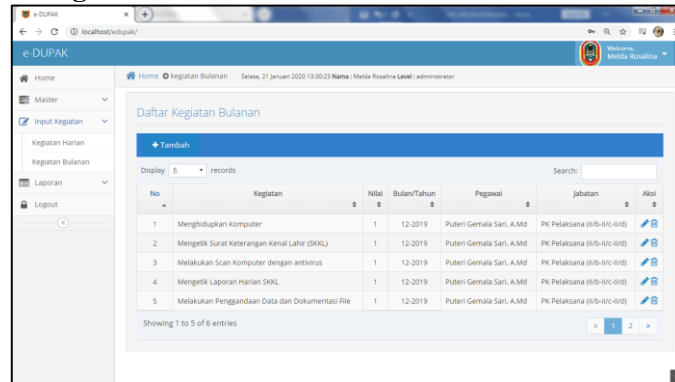 e-DUPAK
localhost/edupak/
e-DUPAK
Welcome,
Melda Rosalina
Home
Master
Input Kegiatan
Kegiatan Harian
Kegiatan Bulanan
Laporan
Logout
Home kegiatan Bulanan Selasa, 21 Januari 2020 13:30:23 Nama : Melda Rosalina Level : administrator
Daftar Kegiatan Bulanan
Tambah
Display 5 records Search:
No Kegiatan Nilai Bulan/Tahun Pegawai Jabatan Aksi
1 Menghidupkan Komputer 1 12-2019 Puteri Gemala Sari, A.Md PK Pelaksana (II/b-II/c-II/d)
2 Mengetik Surat Keterangan Kenal Lahir (SKKL) 1 12-2019 Puteri Gemala Sari, A.Md PK Pelaksana (II/b-II/c-II/d)
3 Melakukan Scan Komputer dengan antivirus 1 12-2019 Puteri Gemala Sari, A.Md PK Pelaksana (II/b-II/c-II/d)
4 Mengetik Laporan Harian SKKL 1 12-2019 Puteri Gemala Sari, A.Md PK Pelaksana (II/b-II/c-II/d)
5 Melakukan Penggandaan Data dan Dokumentasi File 1 12-2019 Puteri Gemala Sari, A.Md PK Pelaksana (II/b-II/c-II/d)
Showing 1 to 5 of 6 entries < 1 2 >